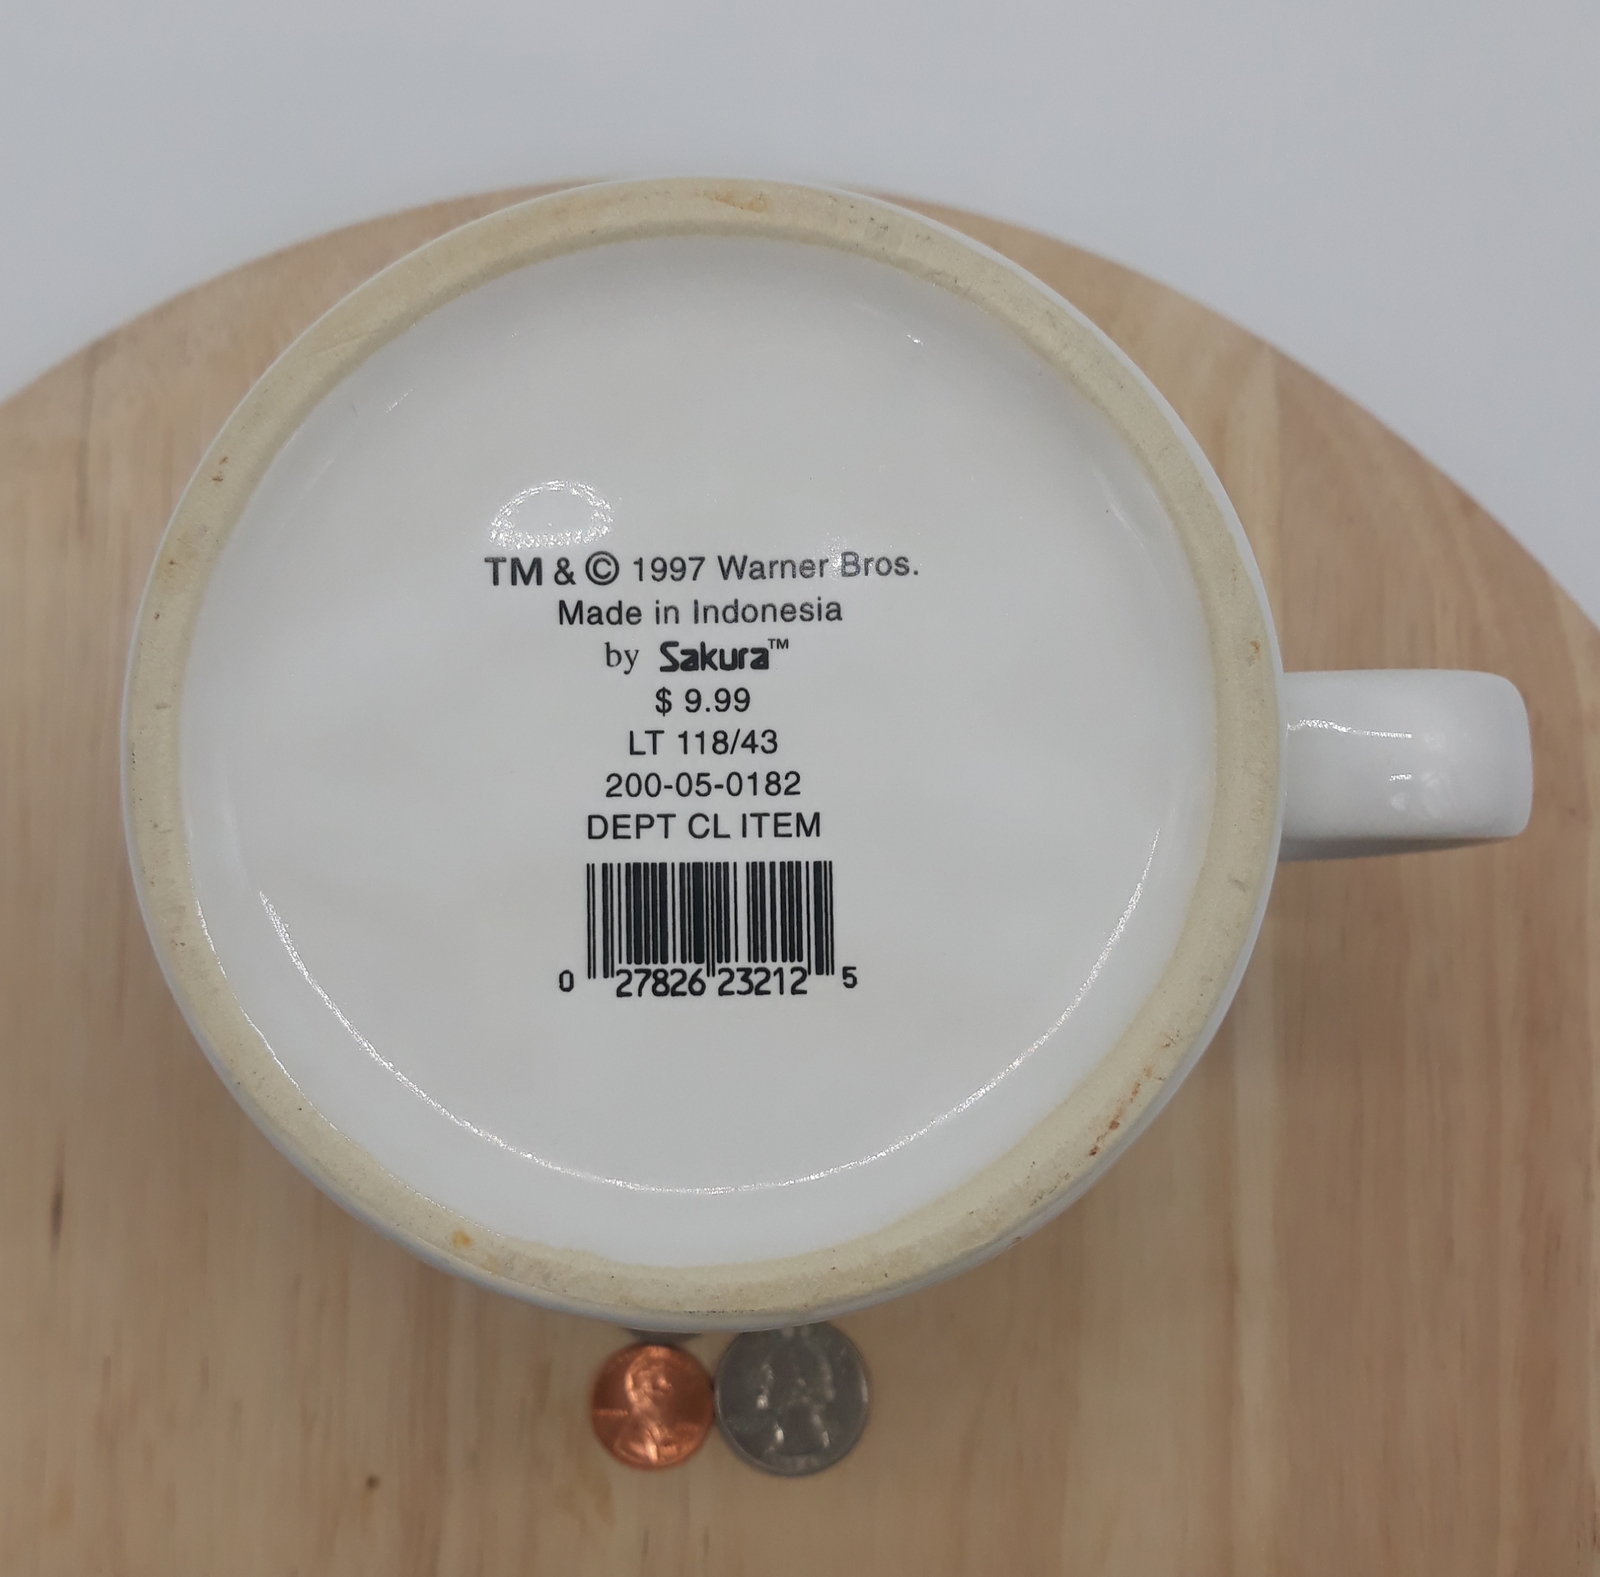 TM & © 1997 Warner Bros.
Made in Indonesia
by Sakura™
$ 9.99
LT 118/43
200-05-0182
DEPT CL ITEM
0 27826 23212 5